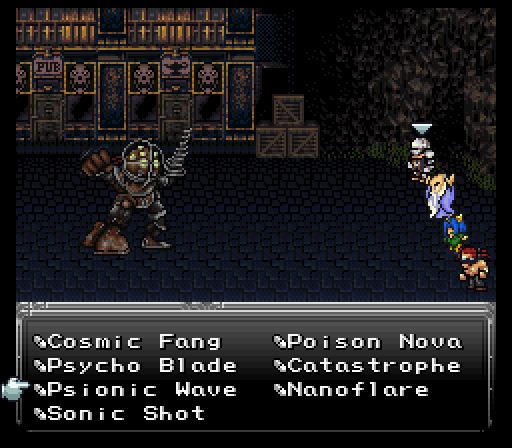 PUB
Cosmic Fang
Poison Nova
Psycho Blade
Catastrophe
Psionic Wave
Nanoflare
Sonic Shot